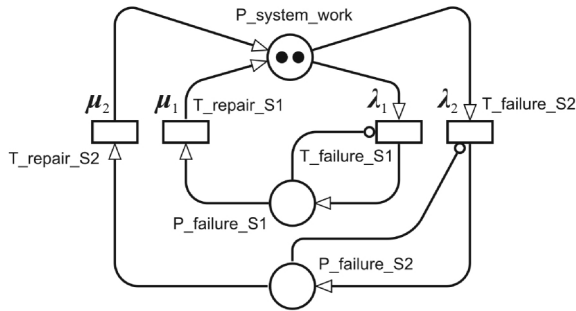 P_system_work
μ2
μ1
T_repair_S1
λ1
λ2
T_failure_S2
T_repair_S2
T_failure_S1
P_failure_S1
P_failure_S2